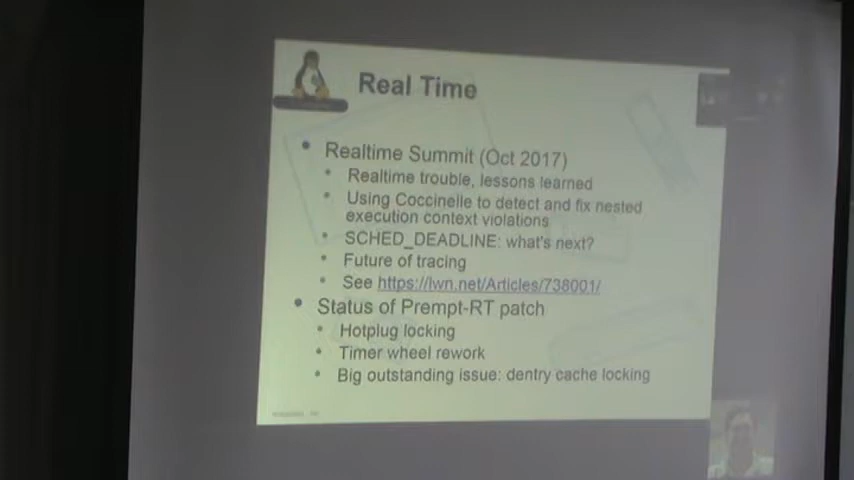 Real Time
• Realtime Summit (Oct 2017)
• Realtime trouble, lessons learned
• Using Coccinelle to detect and fix nested
execution context violations
• SCHED_DEADLINE: what's next?
• Future of tracing
• See https://lwn.net/Articles/738001/
• Status of Prempt-RT patch
• Hotplug locking
• Timer wheel rework
• Big outstanding issue: dentry cache locking